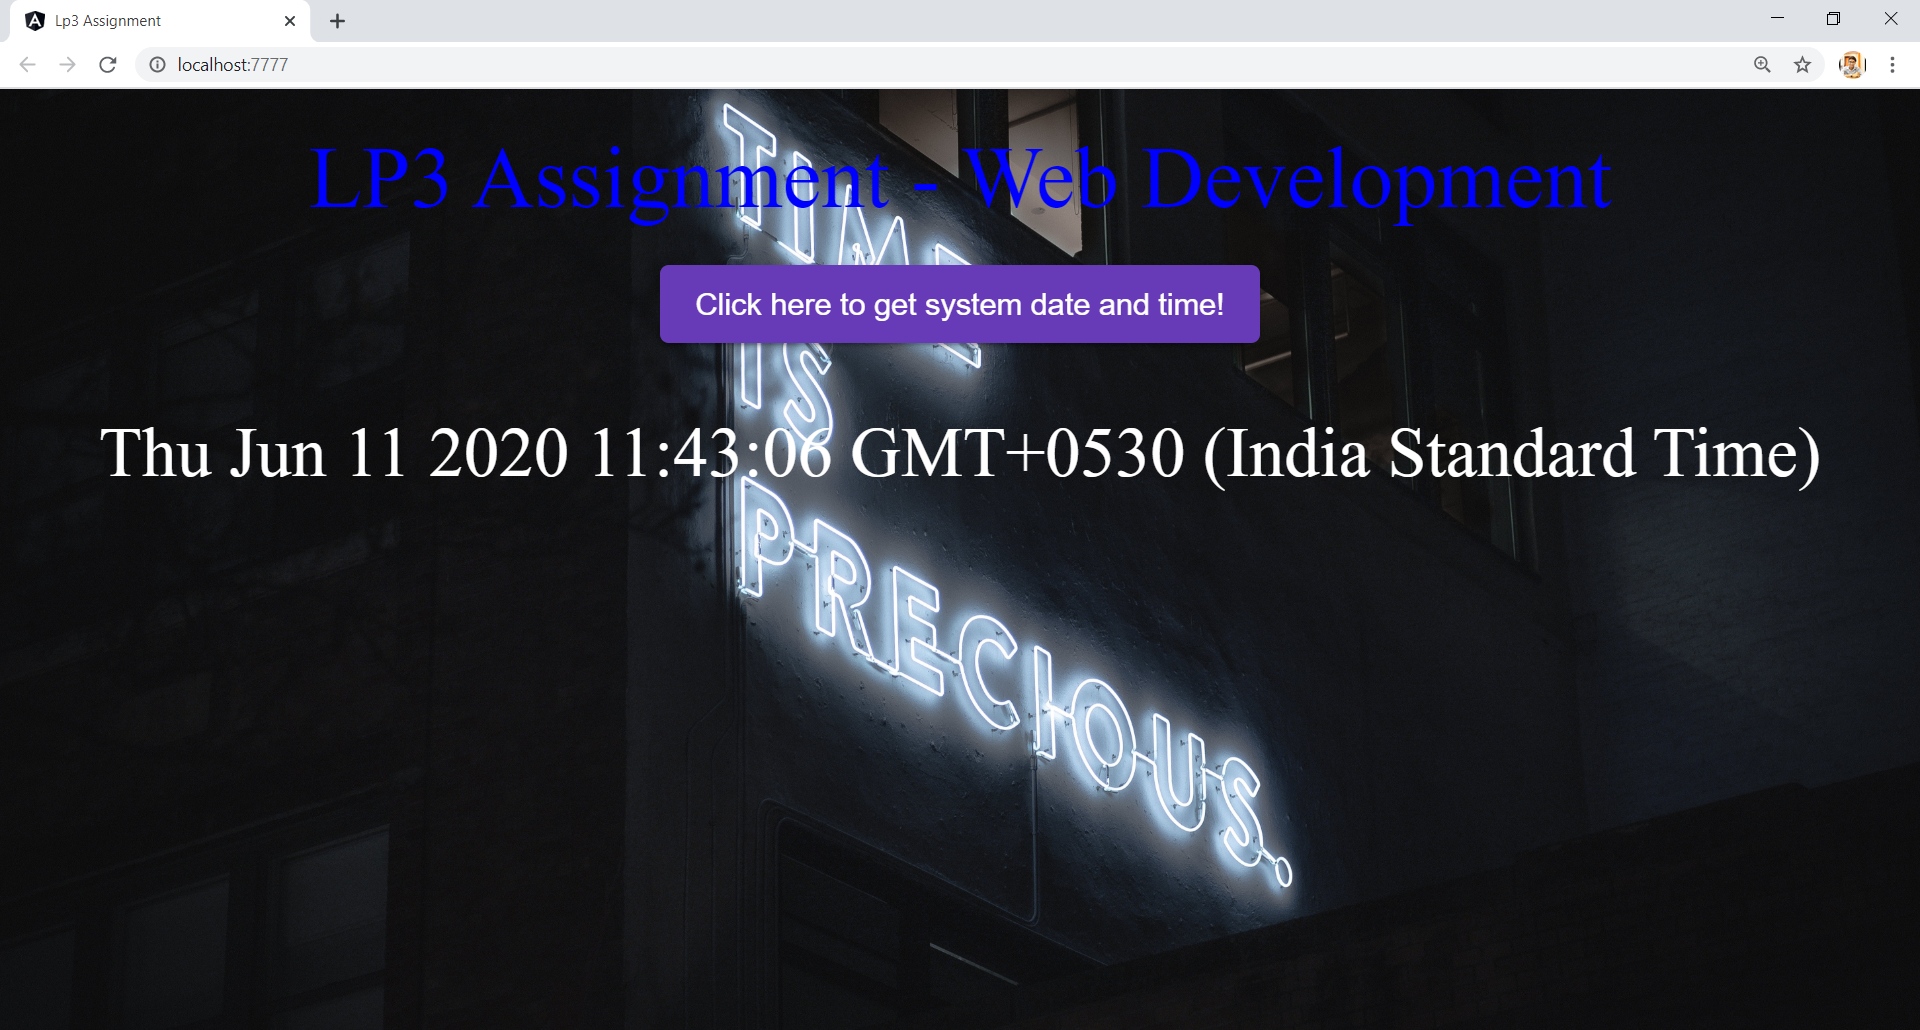 Lp3 Assignment
localhost:7777
LP3 Assignment - Web Development
Click here to get system date and time!
Thu Jun 11 2020 11:43:06 GMT+0530 (India Standard Time)
TIME
IS
PRECIOUS.